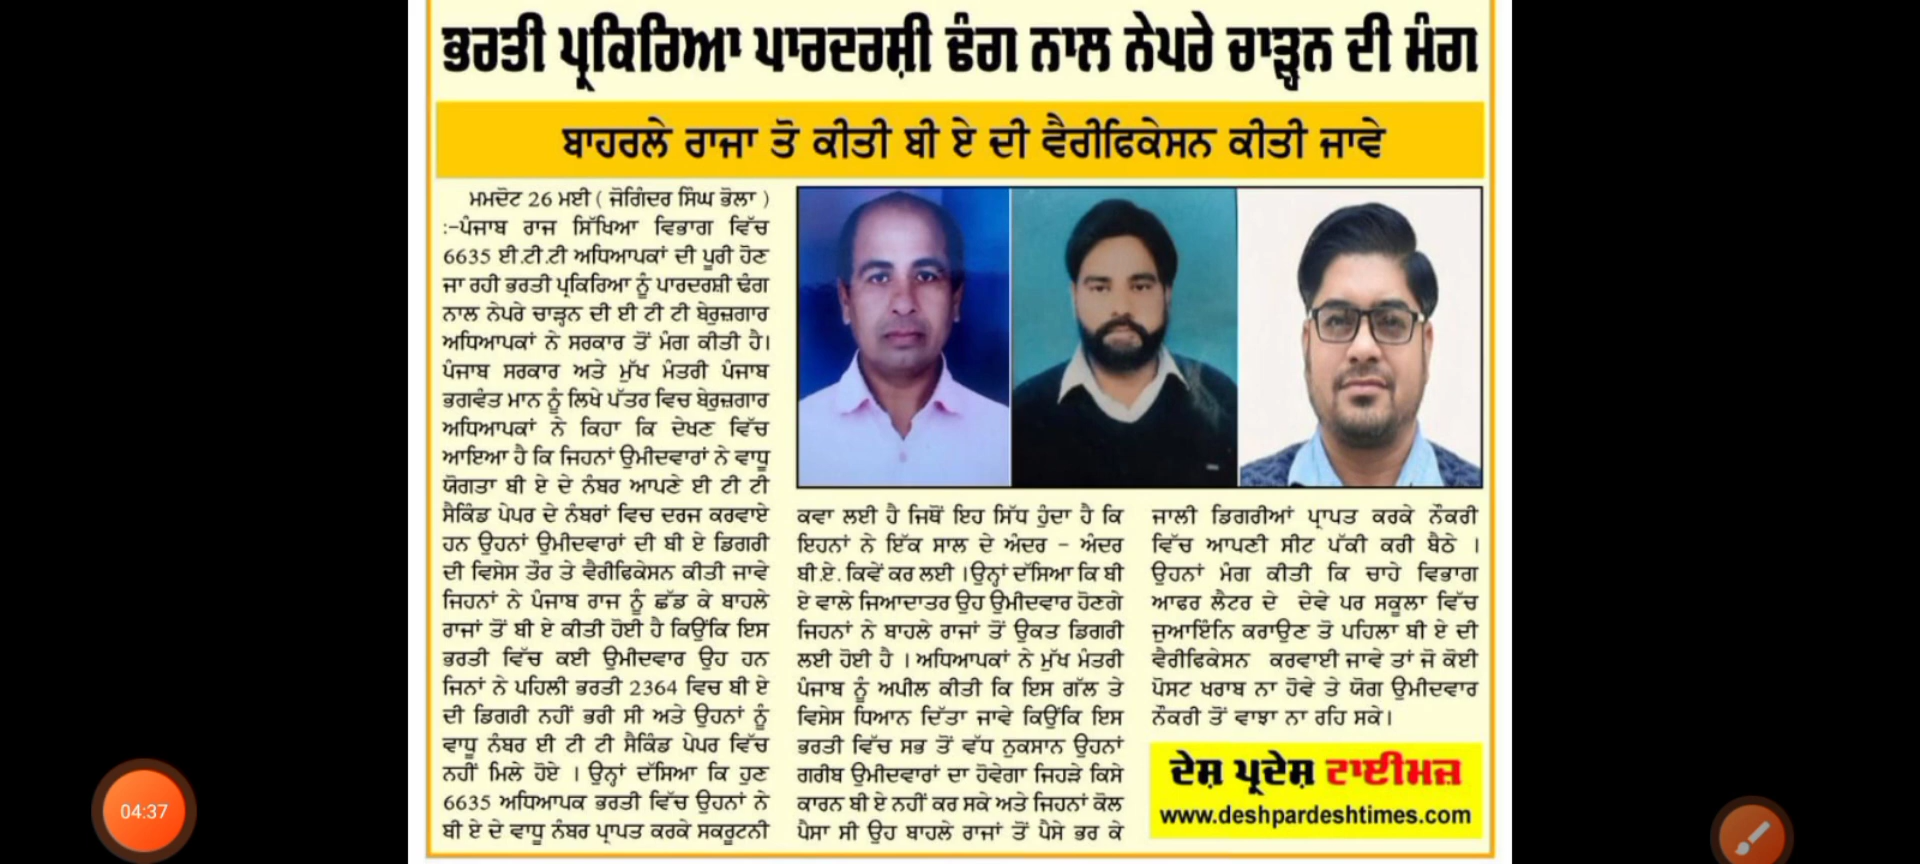 ਭਰਤੀ ਪ੍ਰਕਿਰਿਆ ਪਾਰਦਰਸ਼ੀ ਢੰਗ ਨਾਲ ਨੇਪਰੇ ਚਾੜ੍ਹਨ ਦੀ ਮੰਗ
ਬਾਹਰਲੇ ਰਾਜਾ ਤੋ ਕੀਤੀ ਬੀ ਏ ਦੀ ਵੈਰੀਫਿਕੇਸਨ ਕੀਤੀ ਜਾਵੇ
ਮਮਦੋਟ 26 ਮਈ ( ਜੋਗਿੰਦਰ ਸਿੰਘ ਭੋਲਾ )
:-ਪੰਜਾਬ ਰਾਜ ਸਿੱਖਿਆ ਵਿਭਾਗ ਵਿੱਚ
6635 ਈ.ਟੀ.ਟੀ ਅਧਿਆਪਕਾਂ ਦੀ ਪੂਰੀ ਹੋਣ
ਜਾ ਰਹੀ ਭਰਤੀ ਪ੍ਰਕਿਰਿਆ ਨੂੰ ਪਾਰਦਰਸ਼ੀ ਢੰਗ
ਨਾਲ ਨੇਪਰੇ ਚਾੜ੍ਹਨ ਦੀ ਈ ਟੀ ਟੀ ਬੇਰੁਜ਼ਗਾਰ
ਅਧਿਆਪਕਾਂ ਨੇ ਸਰਕਾਰ ਤੋਂ ਮੰਗ ਕੀਤੀ ਹੈ।
ਪੰਜਾਬ ਸਰਕਾਰ ਅਤੇ ਮੁੱਖ ਮੰਤਰੀ ਪੰਜਾਬ
ਭਗਵੰਤ ਮਾਨ ਨੂੰ ਲਿਖੇ ਪੱਤਰ ਵਿਚ ਬੇਰੁਜ਼ਗਾਰ
ਅਧਿਆਪਕਾਂ ਨੇ ਕਿਹਾ ਕਿ ਦੇਖਣ ਵਿੱਚ
ਆਇਆ ਹੈ ਕਿ ਜਿਹਨਾਂ ਉਮੀਦਵਾਰਾਂ ਨੇ ਵਾਧੂ
ਯੋਗਤਾ ਬੀ ਏ ਦੇ ਨੰਬਰ ਆਪਣੇ ਈ ਟੀ ਟੀ
ਸੈਕਿੰਡ ਪੇਪਰ ਦੇ ਨੰਬਰਾਂ ਵਿਚ ਦਰਜ ਕਰਵਾਏ
ਹਨ ਉਹਨਾਂ ਉਮੀਦਵਾਰਾਂ ਦੀ ਬੀ ਏ ਡਿਗਰੀ
ਦੀ ਵਿਸੇਸ ਤੌਰ ਤੇ ਵੈਰੀਫਿਕੇਸਨ ਕੀਤੀ ਜਾਵੇ
ਜਿਹਨਾਂ ਨੇ ਪੰਜਾਬ ਰਾਜ ਨੂੰ ਛੱਡ ਕੇ ਬਾਹਲੇ
ਰਾਜਾਂ ਤੋਂ ਬੀ ਏ ਕੀਤੀ ਹੋਈ ਹੈ ਕਿਉਂਕਿ ਇਸ
ਭਰਤੀ ਵਿੱਚ ਕਈ ਉਮੀਦਵਾਰ ਉਹ ਹਨ
ਜਿਨਾਂ ਨੇ ਪਹਿਲੀ ਭਰਤੀ 2364 ਵਿਚ ਬੀ ਏ
ਦੀ ਡਿਗਰੀ ਨਹੀਂ ਭਰੀ ਸੀ ਅਤੇ ਉਹਨਾਂ ਨੂੰ
ਵਾਧੂ ਨੰਬਰ ਈ ਟੀ ਟੀ ਸੈਕਿੰਡ ਪੇਪਰ ਵਿੱਚ
ਨਹੀਂ ਮਿਲੇ ਹੋਏ । ਉਨ੍ਹਾਂ ਦੱਸਿਆ ਕਿ ਹੁਣ
6635 ਅਧਿਆਪਕ ਭਰਤੀ ਵਿੱਚ ਉਹਨਾਂ ਨੇ
ਬੀ ਏ ਦੇ ਵਾਧੂ ਨੰਬਰ ਪ੍ਰਾਪਤ ਕਰਕੇ ਸਕਰੂਟਨੀ
ਕਵਾ ਲਈ ਹੈ ਜਿਥੋਂ ਇਹ ਸਿੱਧ ਹੁੰਦਾ ਹੈ ਕਿ
ਇਹਨਾਂ ਨੇ ਇੱਕ ਸਾਲ ਦੇ ਅੰਦਰ - ਅੰਦਰ
ਬੀ.ਏ. ਕਿਵੇਂ ਕਰ ਲਈ ।ਉਨ੍ਹਾਂ ਦੱਸਿਆ ਕਿ ਬੀ
ਏ ਵਾਲੇ ਜਿਆਦਾਤਰ ਉਹ ਉਮੀਦਵਾਰ ਹੋਣਗੇ
ਜਿਹਨਾਂ ਨੇ ਬਾਹਲੇ ਰਾਜਾਂ ਤੋਂ ਉਕਤ ਡਿਗਰੀ
ਲਈ ਹੋਈ ਹੈ । ਅਧਿਆਪਕਾਂ ਨੇ ਮੁੱਖ ਮੰਤਰੀ
ਪੰਜਾਬ ਨੂੰ ਅਪੀਲ ਕੀਤੀ ਕਿ ਇਸ ਗੱਲ ਤੇ
ਵਿਸੇਸ ਧਿਆਨ ਦਿੱਤਾ ਜਾਵੇ ਕਿਉਂਕਿ ਇਸ
ਭਰਤੀ ਵਿੱਚ ਸਭ ਤੋਂ ਵੱਧ ਨੁਕਸਾਨ ਉਹਨਾਂ
ਗਰੀਬ ਉਮੀਦਵਾਰਾਂ ਦਾ ਹੋਵੇਗਾ ਜਿਹੜੇ ਕਿਸੇ
ਕਾਰਨ ਬੀ ਏ ਨਹੀਂ ਕਰ ਸਕੇ ਅਤੇ ਜਿਹਨਾਂ ਕੋਲ
ਪੈਸਾ ਸੀ ਉਹ ਬਾਹਲੇ ਰਾਜਾਂ ਤੋਂ ਪੈਸੇ ਭਰ ਕੇ
ਜਾਲੀ ਡਿਗਰੀਆਂ ਪ੍ਰਾਪਤ ਕਰਕੇ ਨੌਕਰੀ
ਵਿੱਚ ਆਪਣੀ ਸੀਟ ਪੱਕੀ ਕਰੀ ਬੈਠੇ ।
ਉਹਨਾਂ ਮੰਗ ਕੀਤੀ ਕਿ ਚਾਹੇ ਵਿਭਾਗ
ਆਫਰ ਲੈਟਰ ਦੇ ਦੇਵੇ ਪਰ ਸਕੂਲਾ ਵਿੱਚ
ਜੁਆਇੰਨਿ ਕਰਾਉਣ ਤੋ ਪਹਿਲਾ ਬੀ ਏ ਦੀ
ਵੈਰੀਫਿਕੇਸਨ ਕਰਵਾਈ ਜਾਵੇ ਤਾਂ ਜੋ ਕੋਈ
ਪੋਸਟ ਖਰਾਬ ਨਾ ਹੋਵੇ ਤੇ ਯੋਗ ਉਮੀਦਵਾਰ
ਨੌਕਰੀ ਤੋਂ ਵਾਝਾ ਨਾ ਰਹਿ ਸਕੇ।
ਦੇਸ਼ ਪ੍ਰਦੇਸ਼ ਟਾਈਮਜ਼
www.deshpardeshtimes.com
04:37